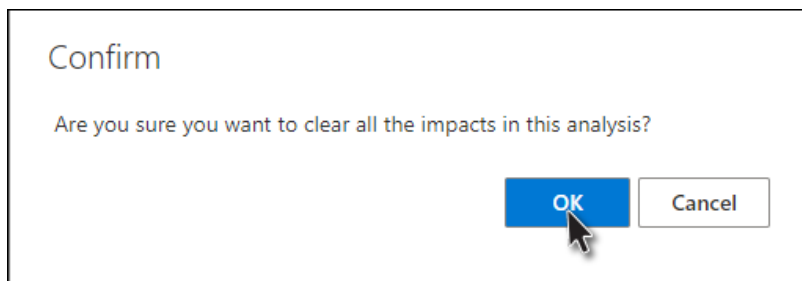 Confirm
Are you sure you want to clear all the impacts in this analysis?
OK Cancel